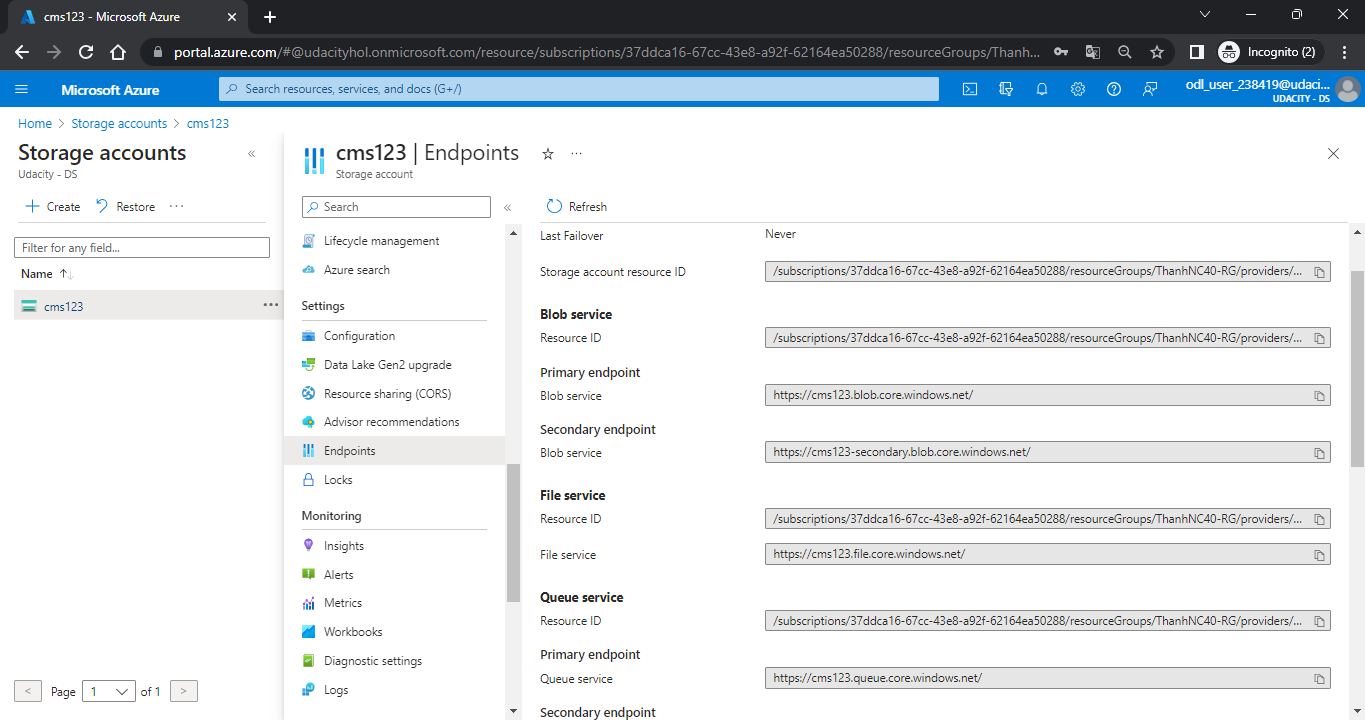 cms123 - Microsoft Azure
portal.azure.com/#@udacityhol.onmicrosoft.com/resource/subscriptions/37ddca16-67cc-43e8-a92f-62164ea50288/resourceGroups/Thanh...
Incognito (2)
Microsoft Azure
Search resources, services, and docs (G+/)
odl_user_238419@udaci...
UDACITY - DS
Home > Storage accounts > cms123
Storage accounts
Udacity - DS
Create
Restore
Filter for any field...
Name
cms123
Page 1 of 1
cms123 | Endpoints
Storage account
Search
Lifecycle management
Azure search
Settings
Configuration
Data Lake Gen2 upgrade
Resource sharing (CORS)
Advisor recommendations
Endpoints
Locks
Monitoring
Insights
Alerts
Metrics
Workbooks
Diagnostic settings
Logs
Refresh
Last Failover Never
Storage account resource ID /subscriptions/37ddca16-67cc-43e8-a92f-62164ea50288/resourceGroups/ThanhNC40-RG/providers/...
Blob service
Resource ID /subscriptions/37ddca16-67cc-43e8-a92f-62164ea50288/resourceGroups/ThanhNC40-RG/providers/...
Primary endpoint
Blob service https://cms123.blob.core.windows.net/
Secondary endpoint
Blob service https://cms123-secondary.blob.core.windows.net/
File service
Resource ID /subscriptions/37ddca16-67cc-43e8-a92f-62164ea50288/resourceGroups/ThanhNC40-RG/providers/...
File service https://cms123.file.core.windows.net/
Queue service
Resource ID /subscriptions/37ddca16-67cc-43e8-a92f-62164ea50288/resourceGroups/ThanhNC40-RG/providers/...
Primary endpoint
Queue service https://cms123.queue.core.windows.net/
Secondary endpoint